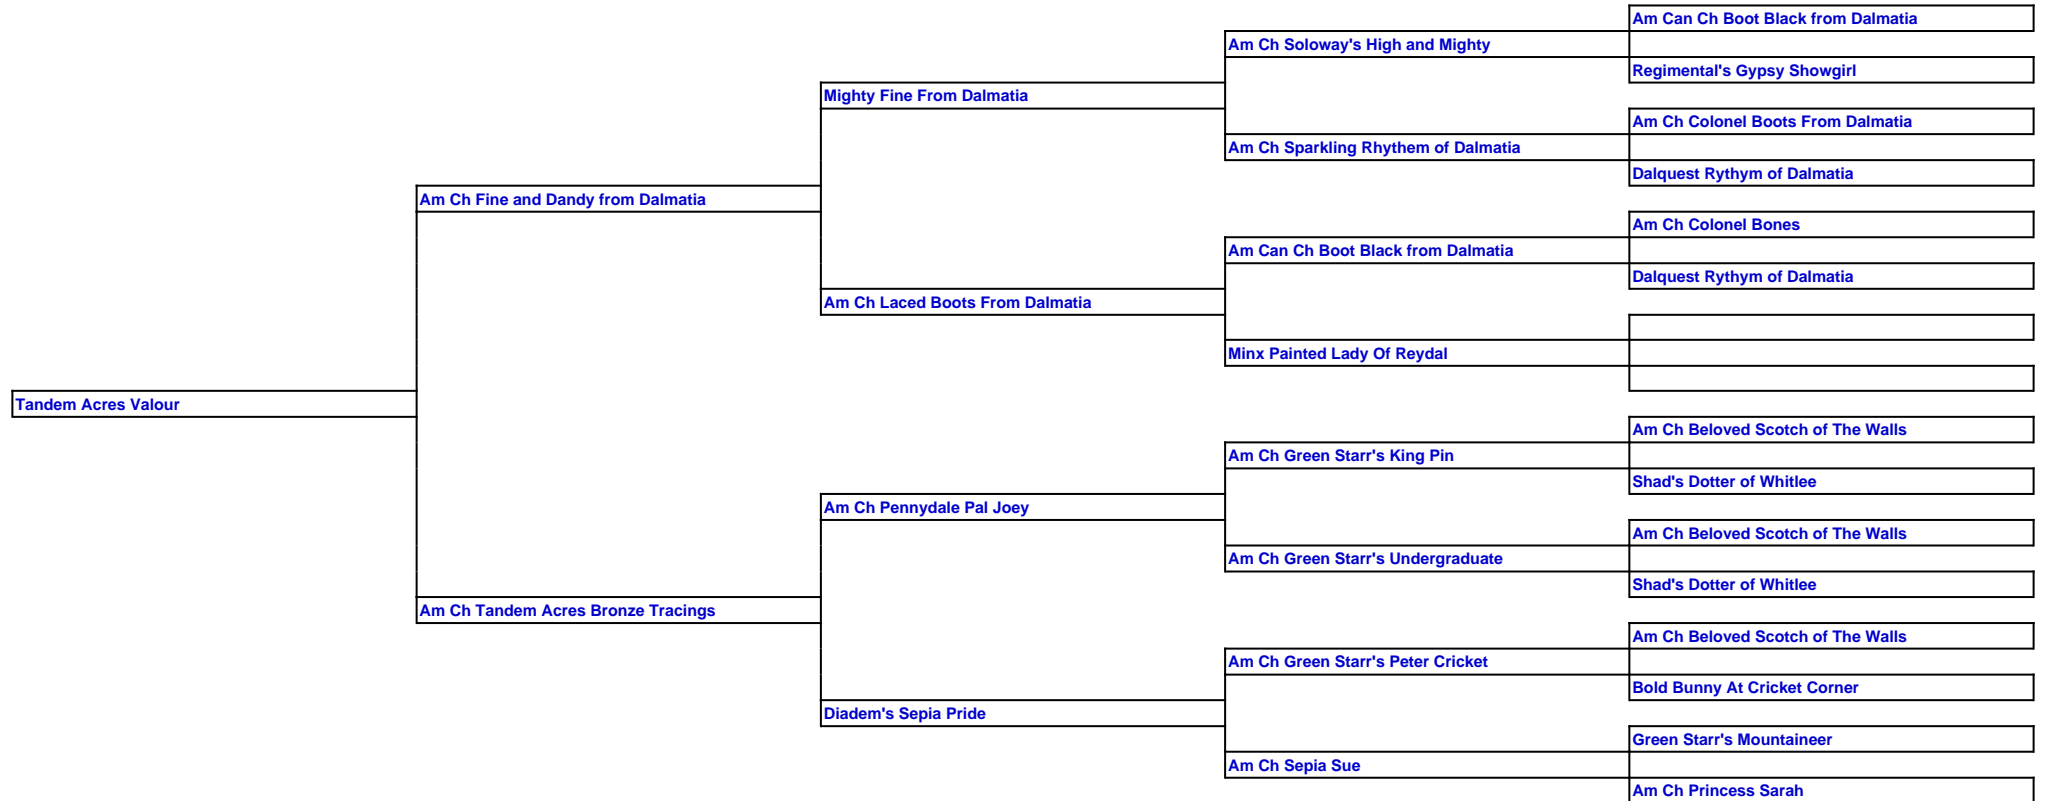 Am Can Ch Boot Black from Dalmatia
Am Ch Soloway's High and Mighty
Regimental's Gypsy Showgirl
Mighty Fine From Dalmatia
Am Ch Colonel Boots From Dalmatia
Am Ch Sparkling Rhythem of Dalmatia
Dalquest Rythym of Dalmatia
Am Ch Fine and Dandy from Dalmatia
Am Ch Colonel Bones
Am Can Ch Boot Black from Dalmatia
Dalquest Rythym of Dalmatia
Am Ch Laced Boots From Dalmatia
Minx Painted Lady Of Reydal
Tandem Acres Valour
Am Ch Beloved Scotch of The Walls
Am Ch Green Starr's King Pin
Shad's Dotter of Whitlee
Am Ch Pennydale Pal Joey
Am Ch Beloved Scotch of The Walls
Am Ch Green Starr's Undergraduate
Shad's Dotter of Whitlee
Am Ch Tandem Acres Bronze Tracings
Am Ch Beloved Scotch of The Walls
Am Ch Green Starr's Peter Cricket
Bold Bunny At Cricket Corner
Diadem's Sepia Pride
Green Starr's Mountaineer
Am Ch Sepia Sue
Am Ch Princess Sarah